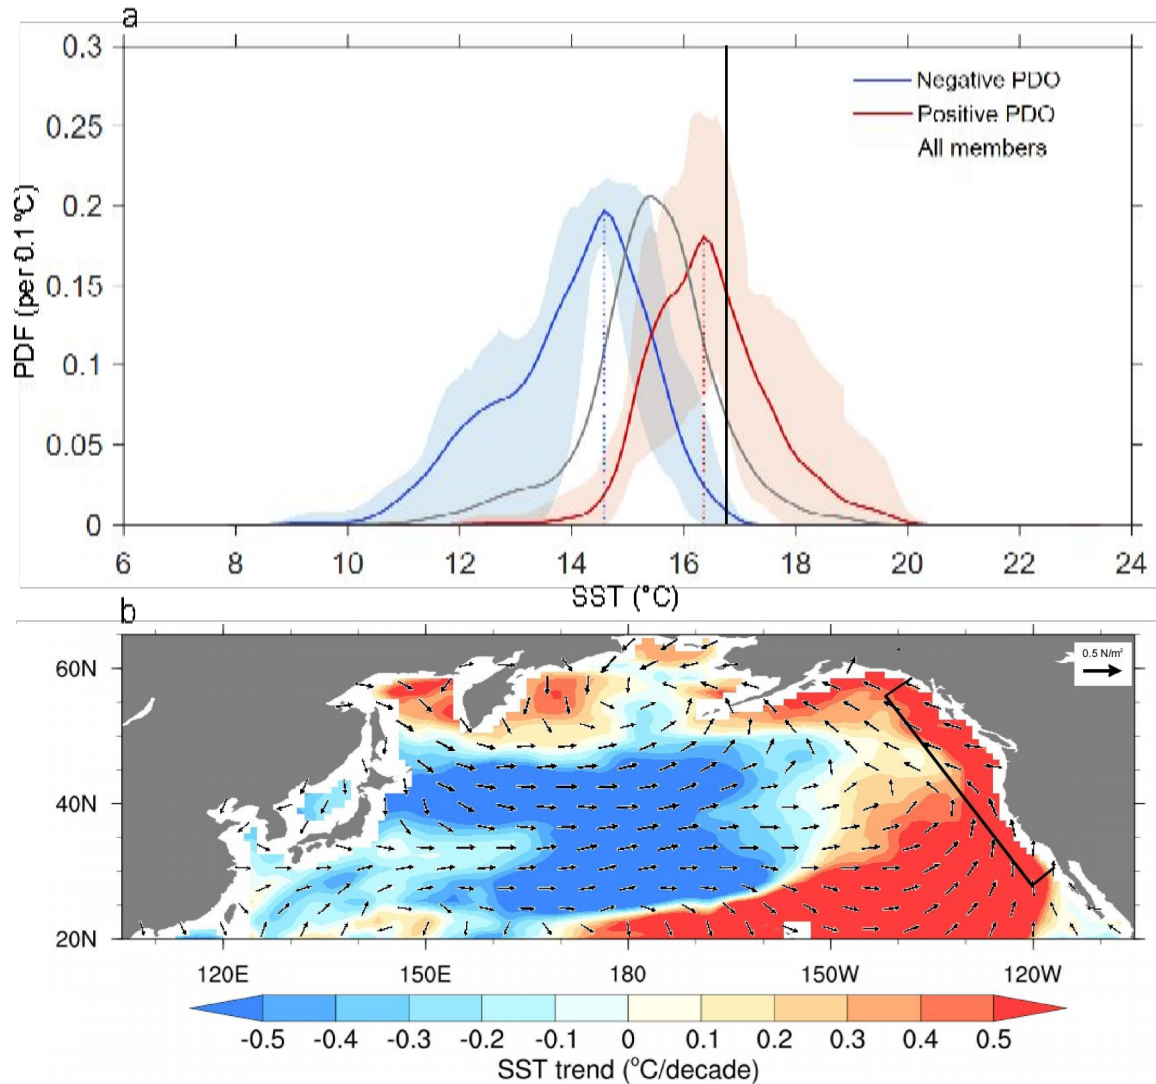 a
0.3
Negative PDO
Positive PDO
All members
0.25
0.2
0.15
0.1
0.05
0
PDF (per 0.1°C)
6 8 10 12 14 16 18 20 22 24
SST (°C)
b
0.5 N/m²
60N
40N
20N
120E 150E 180 150W 120W
-0.5 -0.4 -0.3 -0.2 -0.1 0 0.1 0.2 0.3 0.4 0.5
SST trend (°C/decade)